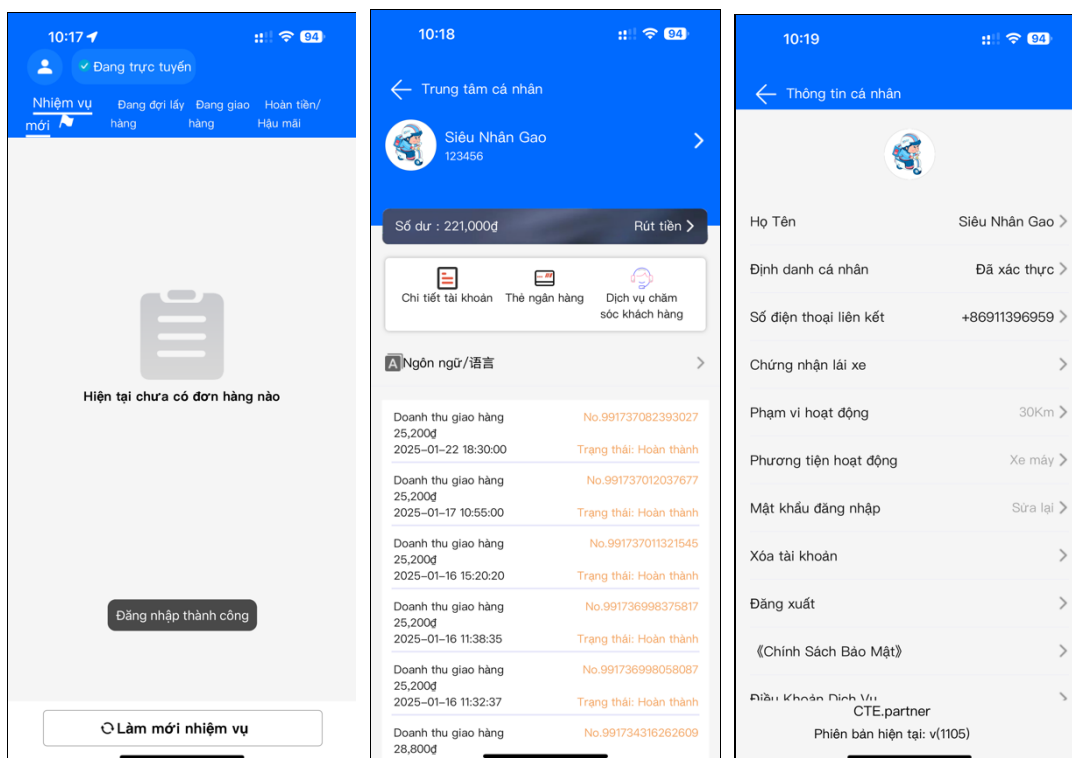 10:17
94
Đang trực tuyến
Nhiệm vụ mới
Đang đợi lấy hàng
Đang giao hàng
Hoàn tiền/ Hậu mãi
Hiện tại chưa có đơn hàng nào
Đăng nhập thành công
Làm mới nhiệm vụ
10:18
94
Trung tâm cá nhân
Siêu Nhân Gao
123456
Số dư : 221,000₫
Rút tiền
Chi tiết tài khoản
Thẻ ngân hàng
Dịch vụ chăm
sóc khách hàng
A Ngôn ngữ/语言
Doanh thu giao hàng
No.991737082393027
25,200₫
2025-01-22 18:30:00
Trạng thái: Hoàn thành
Doanh thu giao hàng
No.991737012037677
25,200₫
2025-01-17 10:55:00
Trạng thái: Hoàn thành
Doanh thu giao hàng
No.991737011321545
25,200₫
2025-01-16 15:20:20
Trạng thái: Hoàn thành
Doanh thu giao hàng
No.991736998375817
25,200₫
2025-01-16 11:38:35
Trạng thái: Hoàn thành
Doanh thu giao hàng
No.991736998058087
25,200₫
2025-01-16 11:32:37
Trạng thái: Hoàn thành
Doanh thu giao hàng
No.991734316262609
28,800₫
10:19
94
Thông tin cá nhân
Họ Tên
Siêu Nhân Gao
Định danh cá nhân
Đã xác thực
Số điện thoại liên kết
+86911396959
Chứng nhận lái xe
Phạm vi hoạt động
30Km
Phương tiện hoạt động
Xe máy
Mật khẩu đăng nhập
Sửa lại
Xóa tài khoản
Đăng xuất
《Chính Sách Bảo Mật》
Điều Khoản Dịch Vụ
CTE.partner
Phiên bản hiện tại: v(1105)